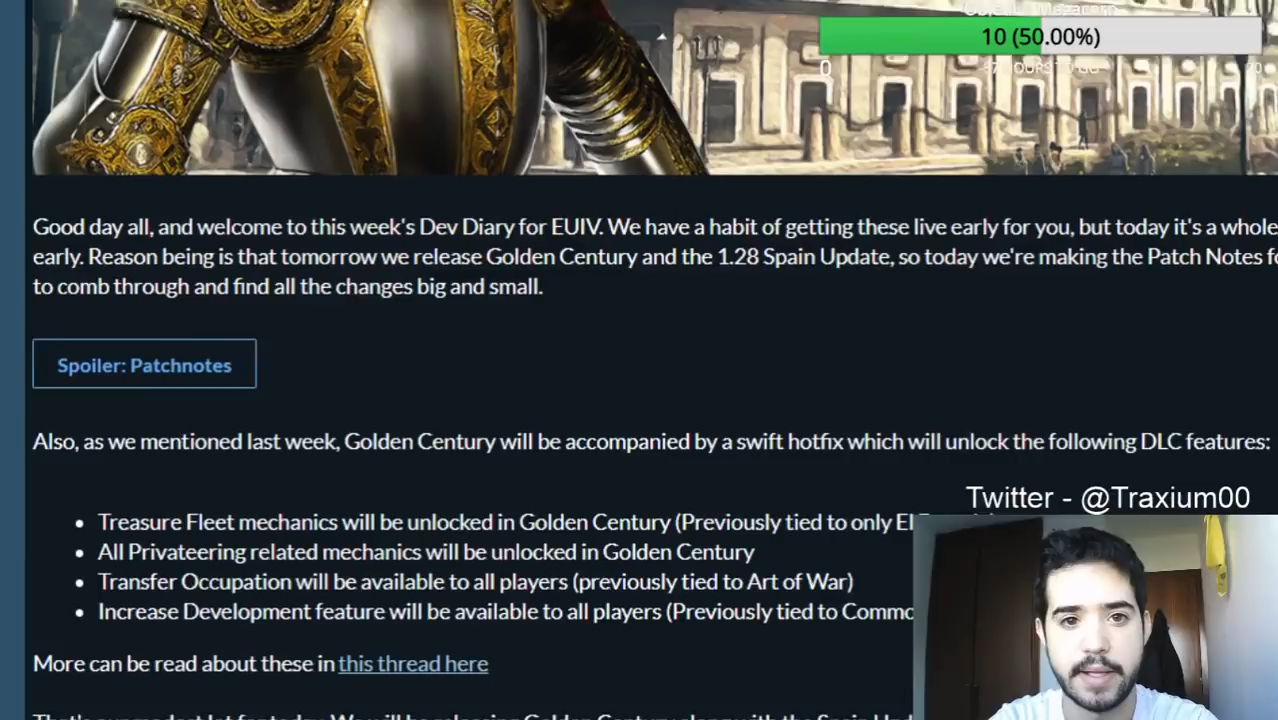 10 (50.00%)
0
Good day all, and welcome to this week's Dev Diary for EUIV. We have a habit of getting these live early for you, but today it's a whole
early. Reason being is that tomorrow we release Golden Century and the 1.28 Spain Update, so today we're making the Patch Notes
to comb through and find all the changes big and small.
Spoiler: Patchnotes
Also, as we mentioned last week, Golden Century will be accompanied by a swift hotfix which will unlock the following DLC features:
Twitter - @Traxium00
• Treasure Fleet mechanics will be unlocked in Golden Century (Previously tied to only El
• All Privateering related mechanics will be unlocked in Golden Century
• Transfer Occupation will be available to all players (previously tied to Art of War)
• Increase Development feature will be available to all players (Previously tied to Commo
More can be read about these in this thread here